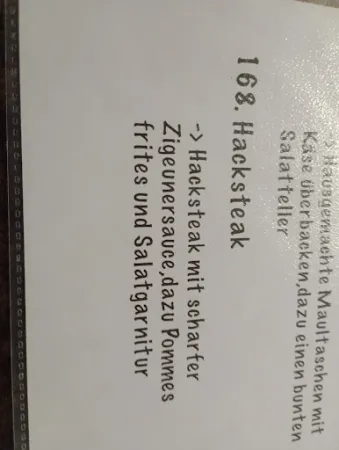 -> Hausgemachte Maultaschen mit
Käse überbacken,dazu einen bunten
Salatteller
168. Hacksteak
-> Hacksteak mit scharfer
Zigeunersauce,dazu Pommes
frites und Salatgarnitur